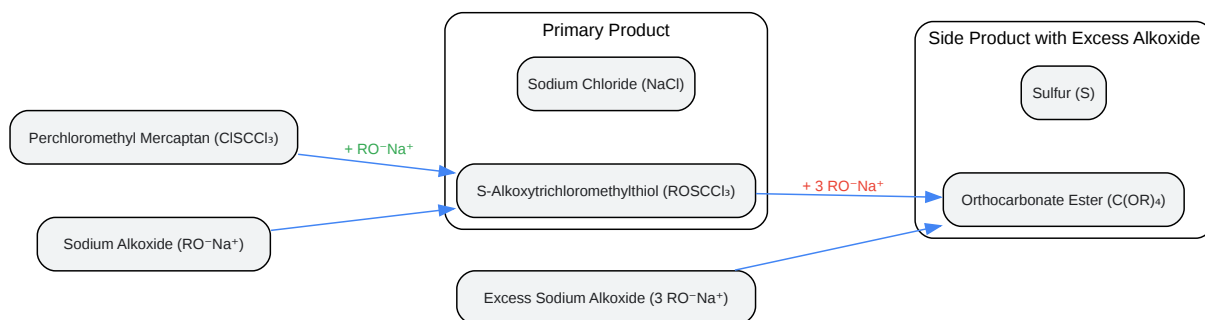 Primary Product
Side Product with Excess Alkoxide
Sodium Chloride (NaCl)
Sulfur (S)
Perchloromethyl Mercaptan (ClSCCl₃)
+ RO⁻Na⁺
S-Alkoxytrichloromethylthiol (ROSCCl₃)
+ 3 RO⁻Na⁺
Orthocarbonate Ester (C(OR)₄)
Sodium Alkoxide (RO⁻Na⁺)
Excess Sodium Alkoxide (3 RO⁻Na⁺)